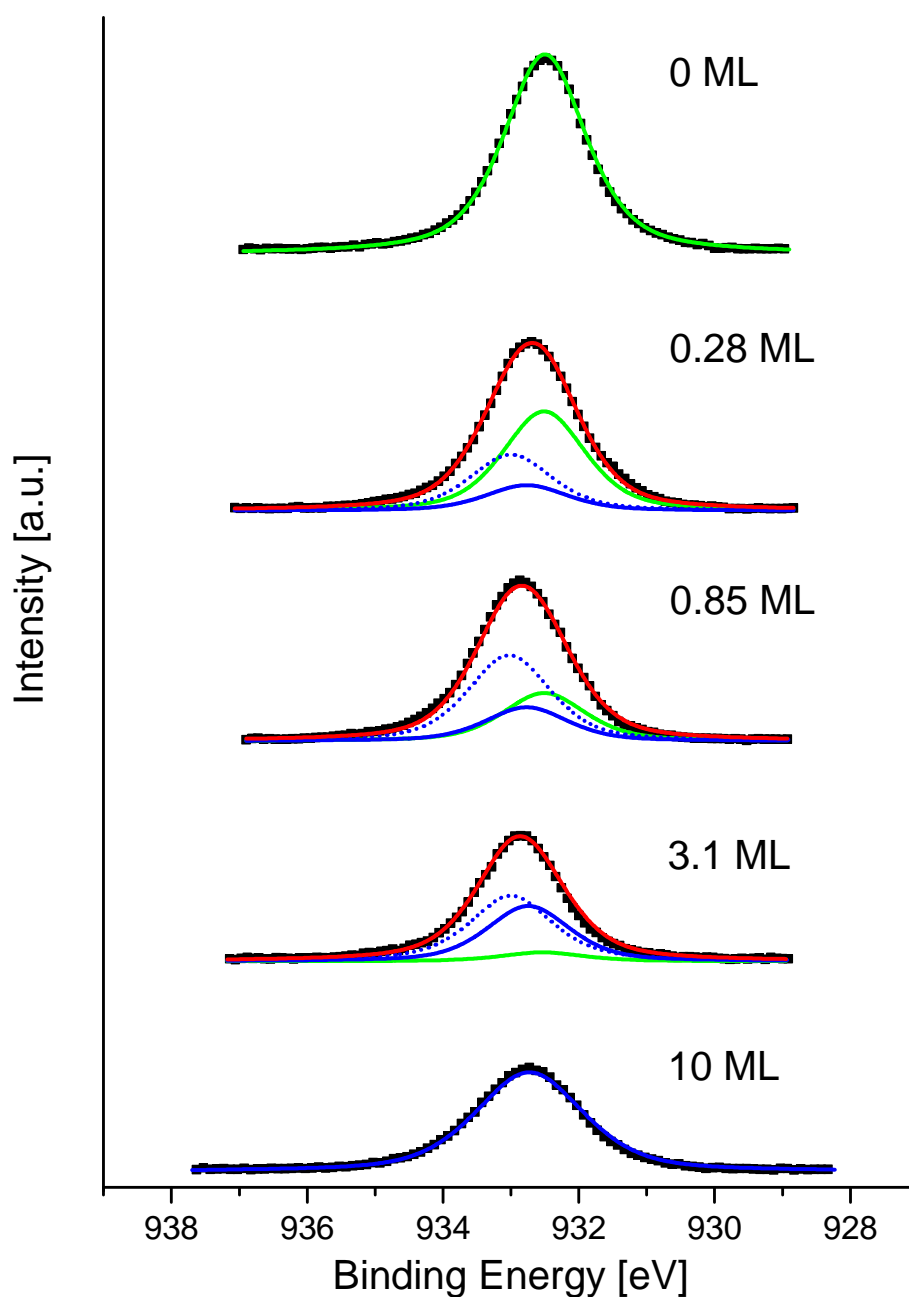 0 ML
0.28 ML
0.85 ML
3.1 ML
10 ML
Intensity [a.u.]
938 936 934 932 930 928
Binding Energy [eV]